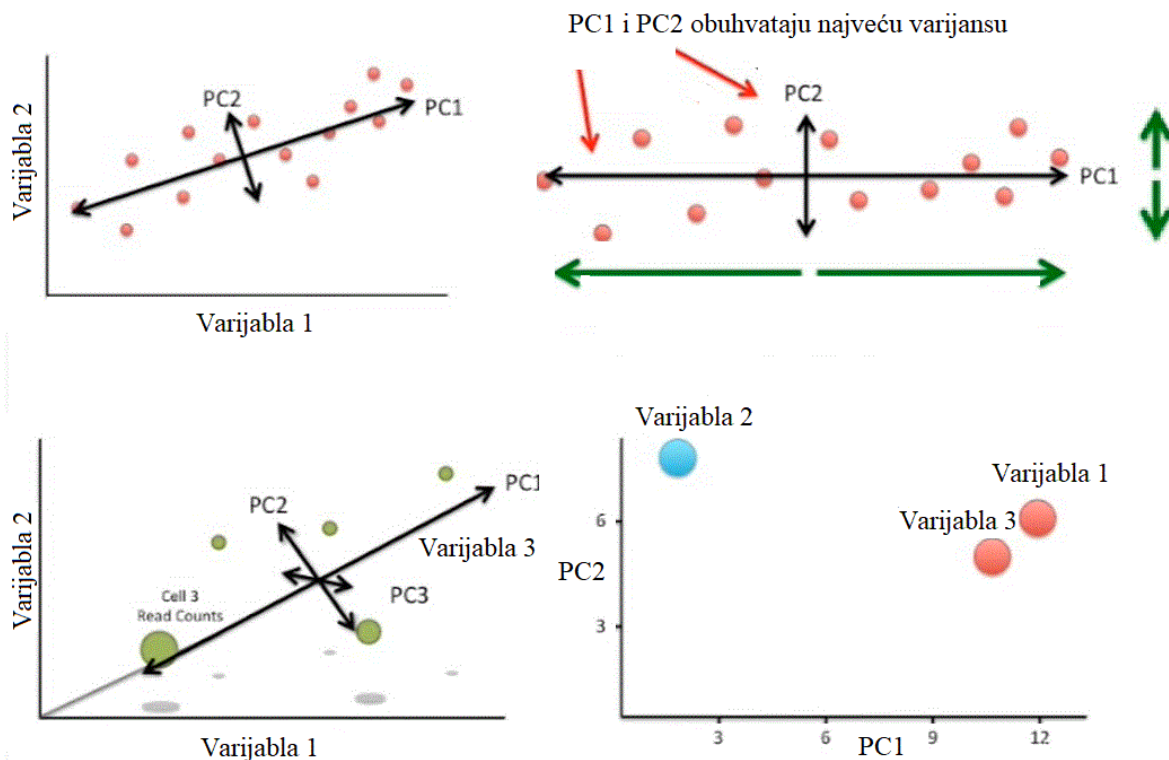 PC1 i PC2 obuhvataju najveću varijansu
Varijabla 2
PC2
PC1
Varijabla 1
PC2
PC1
Varijabla 2
PC2
PC1
Varijabla 3
PC3
Cell 3
Read Counts
Varijabla 1
Varijabla 2
Varijabla 1
Varijabla 3
6
PC2
3
3
6
PC1
9
12